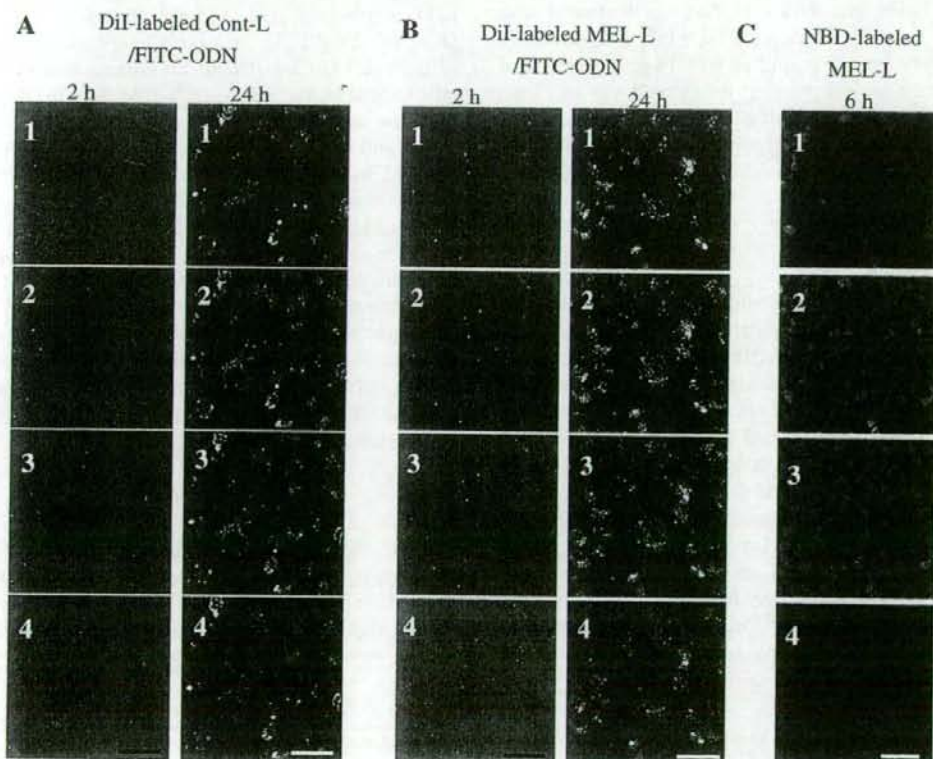 A
DiI-labeled Cont-L
/FITC-ODN
2 h
24 h
1
1
2
2
3
3
4
4
B
DiI-labeled MEL-L
/FITC-ODN
2 h
24 h
1
1
2
2
3
3
4
4
C
NBD-labeled
MEL-L
6 h
1
2
3
4